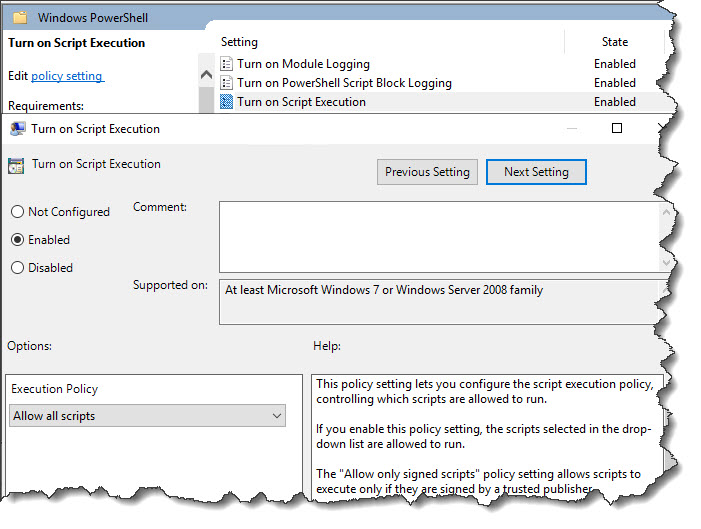 Windows PowerShell
Turn on Script Execution
Edit policy setting
Requirements:
Setting State
Turn on Module Logging Enabled
Turn on PowerShell Script Block Logging Enabled
Turn on Script Execution Enabled
Turn on Script Execution
Turn on Script Execution
Previous Setting Next Setting
Not Configured
Comment:
Enabled
Disabled
Supported on:
At least Microsoft Windows 7 or Windows Server 2008 family
Options:
Help:
Execution Policy
Allow all scripts
This policy setting lets you configure the script execution policy,
controlling which scripts are allowed to run.
If you enable this policy setting, the scripts selected in the drop-
down list are allowed to run.
The "Allow only signed scripts" policy setting allows scripts to
execute only if they are signed by a trusted publisher.